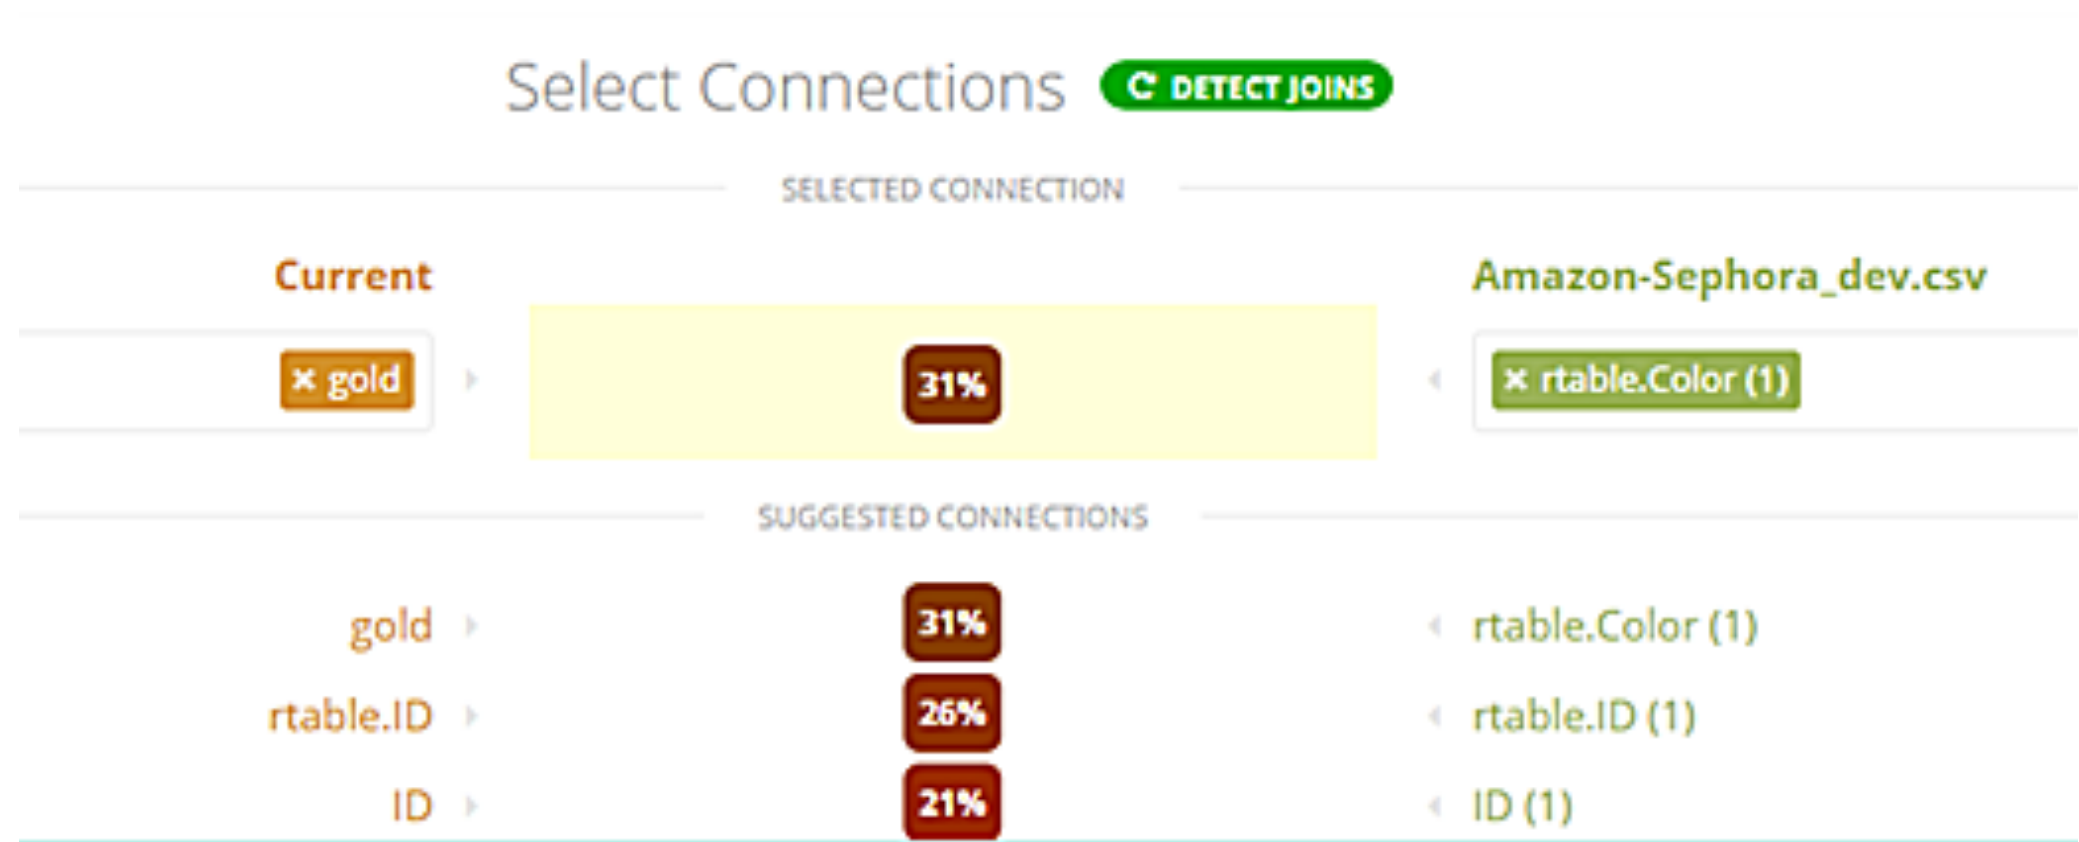 Select Connections DETECT JOINS
SELECTED CONNECTION
Current Amazon-Sephora_dev.csv
× gold 31% × rtable.Color (1)
SUGGESTED CONNECTIONS
gold 31% rtable.Color (1)
rtable.ID 26% rtable.ID (1)
ID 21% ID (1)